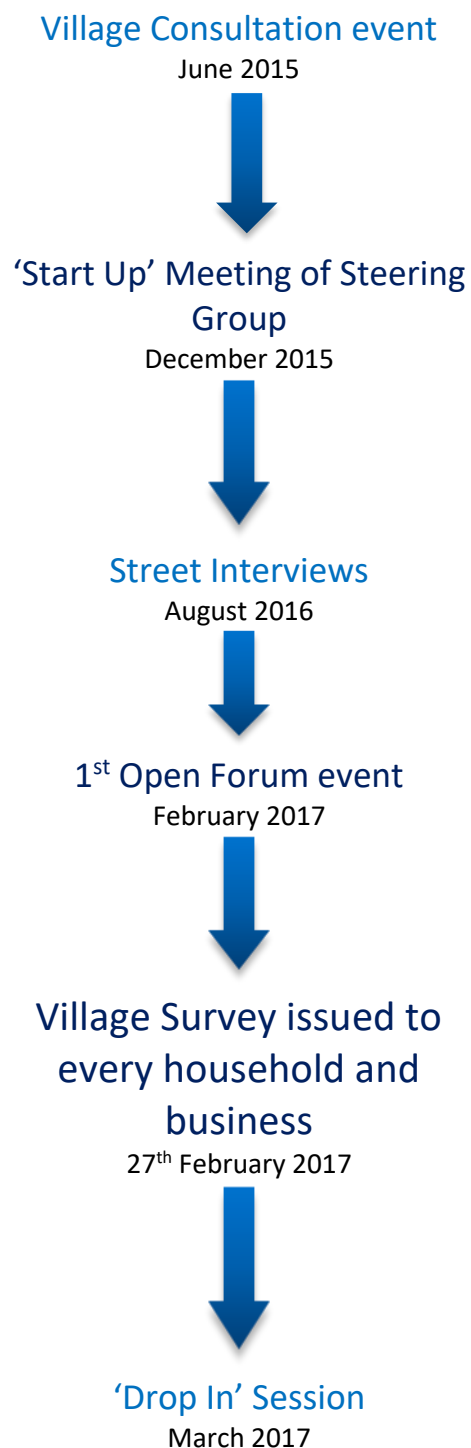 Village Consultation event
June 2015
‘Start Up’ Meeting of Steering
Group
December 2015
Street Interviews
August 2016
1st Open Forum event
February 2017
Village Survey issued to
every household and
business
27th February 2017
‘Drop In’ Session
March 2017